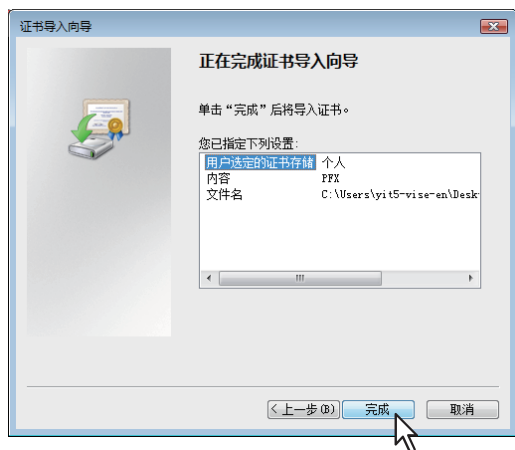 证书导入向导
正在完成证书导入向导
单击“完成”后将导入证书。
您已指定下列设置:
用户选定的证书存储 个人
内容 PFX
文件名 C:\Users\yit5-vise-en\Desk
< 上一步(B) 完成 取消